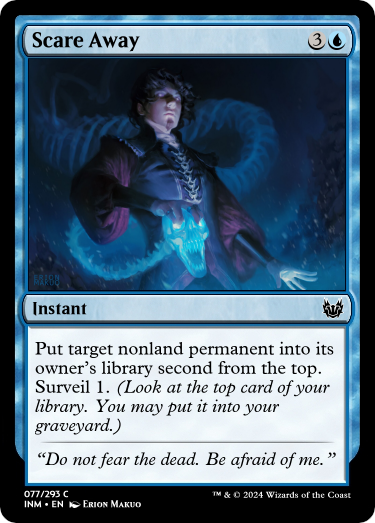 Scare Away 3
Instant
Put target nonland permanent into its
owner's library second from the top.
Surveil 1. (Look at the top card of your
library. You may put it into your
graveyard.)
“Do not fear the dead. Be afraid of me.”
077/293 C
INM • EN Erion Makuo
™ & © 2024 Wizards of the Coast